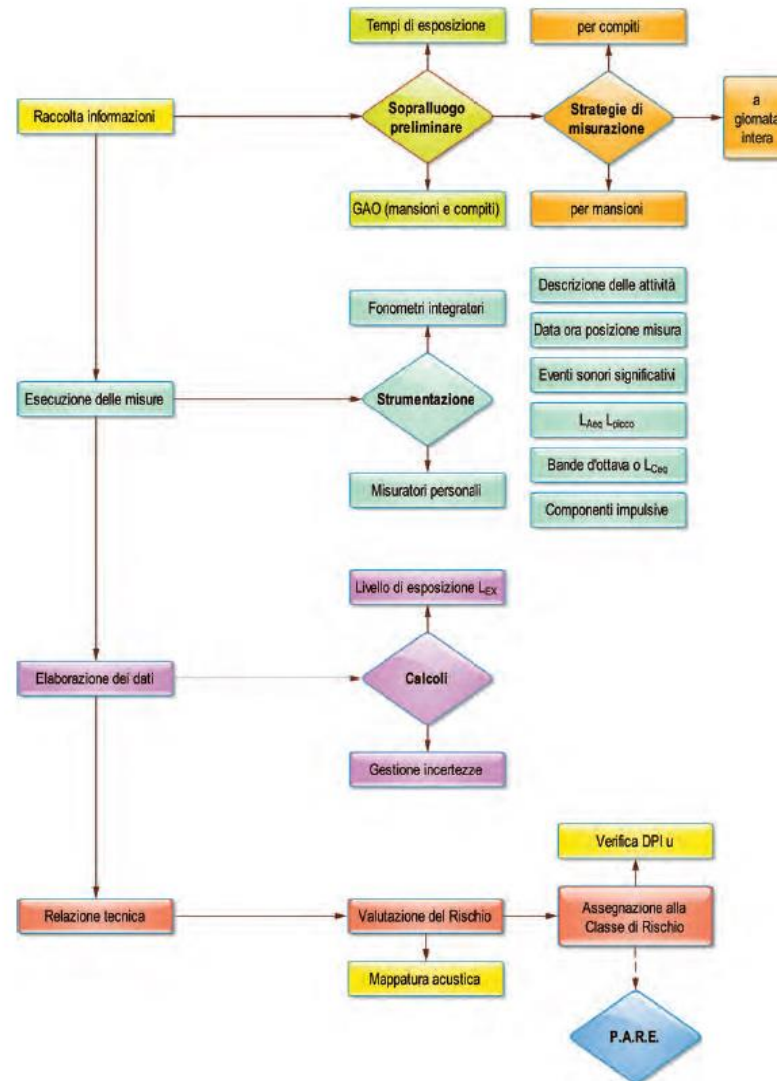 Tempi di esposizione
per compiti
Raccolta informazioni
Sopralluogo
preliminare
Strategie di
misurazione
a
giornata
intera
GAO (mansioni e compiti)
per mansioni
Descrizione delle attività
Fonometri integratori
Data ora posizione misura
Eventi sonori significativi
Esecuzione delle misure
Strumentazione
LAeq Lpicco
Bande d'ottava o LCeq
Misuratori personali
Componenti impulsive
Livello di esposizione LEX
Elaborazione dei dati
Calcoli
Gestione incertezze
Verifica DPI u
Relazione tecnica
Valutazione del Rischio
Assegnazione alla
Classe di Rischio
Mappatura acustica
P.A.R.E.